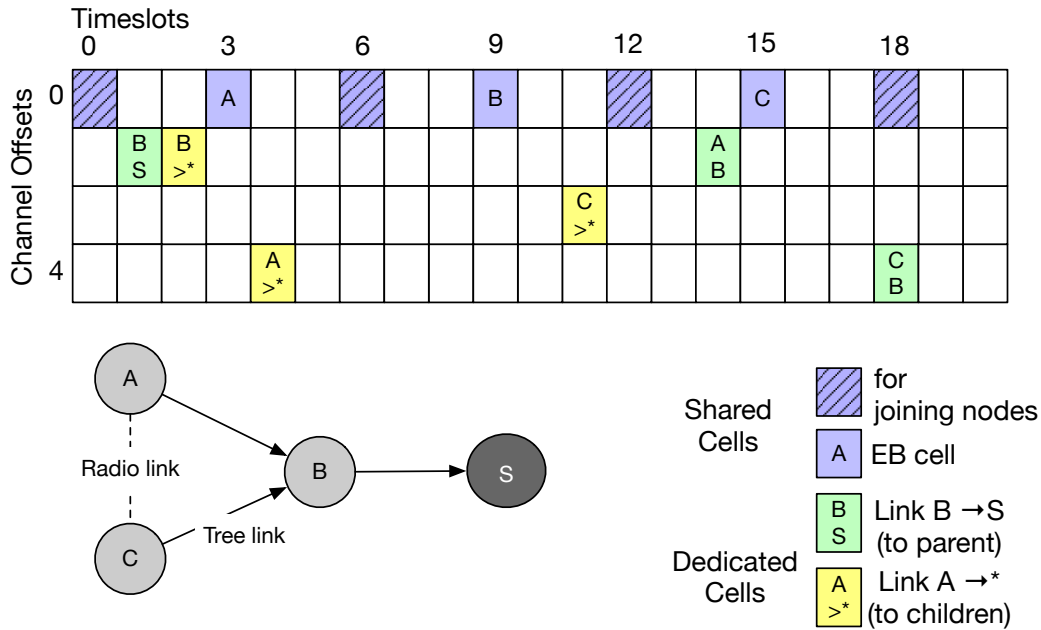 Timeslots
0 3 6 9 12 15 18
Channel Offsets
0
A B C
B B A
S >* B
C
>*
4
A C
>* B
A
Radio link
C
Tree link
B
S
Shared
Cells
for
joining nodes
A
EB cell
Dedicated
Cells
B
S
Link B →S
(to parent)
A
>*
Link A →*
(to children)